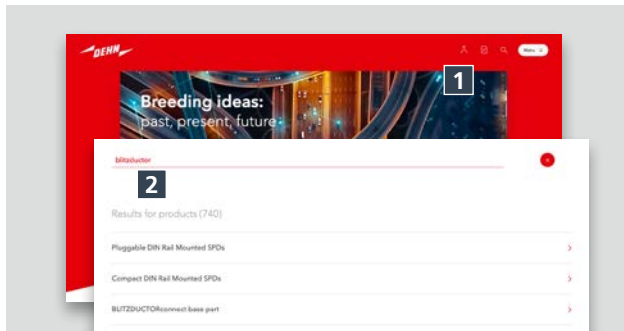 DEHN
Menu
1
Breeding ideas:
past, present, future
blitzductor
2
Results for products (740)
Pluggable DIN Rail Mounted SPDs
Compact DIN Rail Mounted SPDs
BLITZDUCTORconnect base part